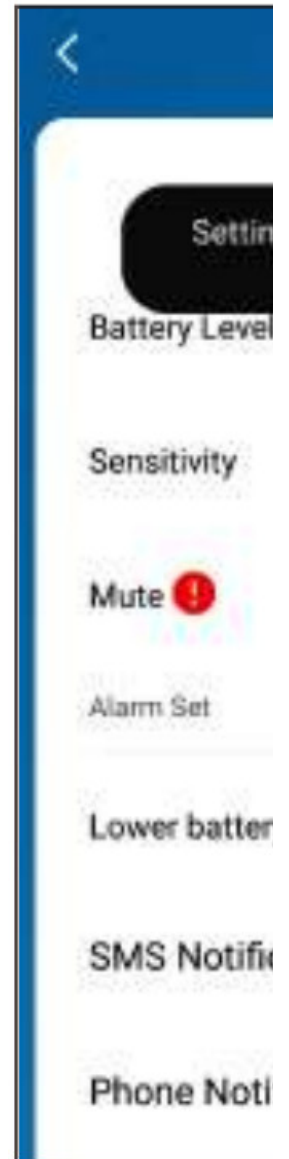 Settin
Battery Level
Sensitivity
Mute
Alarm Set
Lower batter
SMS Notific
Phone Noti